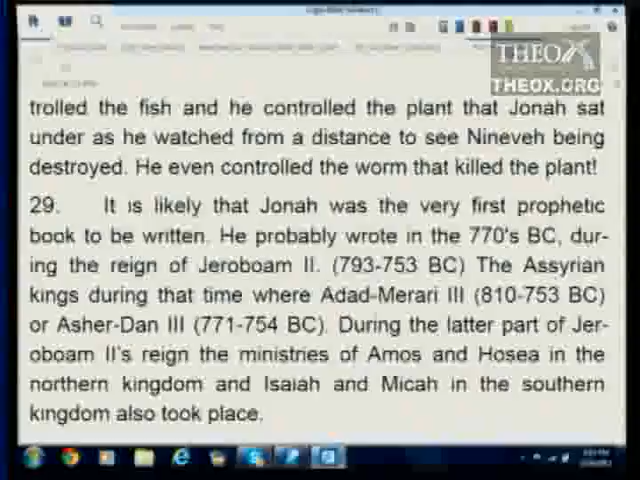 THEOX
THEOX.ORG
trolled the fish and he controlled the plant that Jonah sat
under as he watched from a distance to see Nineveh being
destroyed. He even controlled the worm that killed the plant!
29. It is likely that Jonah was the very first prophetic
book to be written. He probably wrote in the 770's BC, dur-
ing the reign of Jeroboam II. (793-753 BC) The Assyrian
kings during that time where Adad-Merari III (810-753 BC)
or Asher-Dan III (771-754 BC). During the latter part of Jer-
oboam II's reign the ministries of Amos and Hosea in the
northern kingdom and Isaiah and Micah in the southern
kingdom also took place.